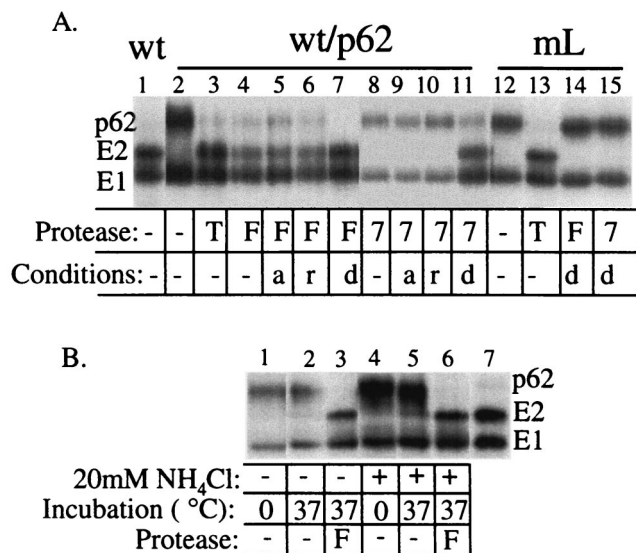 A.
wt wt/p62 mL
1 2 3 4 5 6 7 8 9 10 11 12 13 14 15
p62
E2
E1
Protease: - - T F F F F 7 7 7 7 - T F 7
Conditions: - - - - a r d - a r d - - d d
B.
1 2 3 4 5 6 7
p62
E2
E1
20mM NH₄Cl: - - - + + +
Incubation ( °C): 0 37 37 0 37 37
Protease - - F - - F